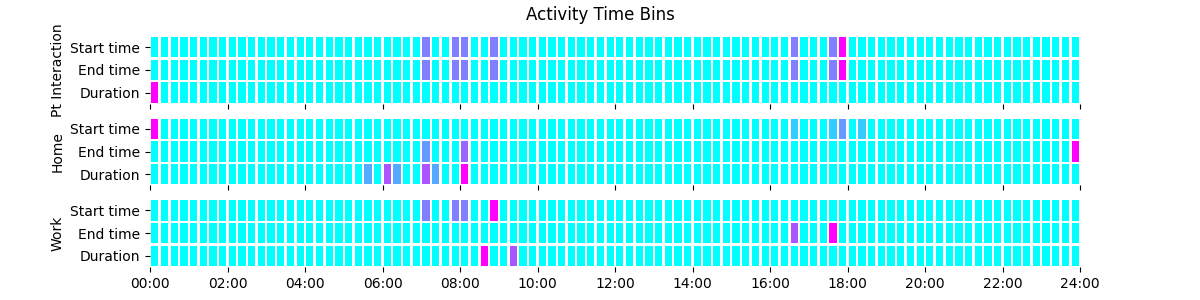 Activity Time Bins
Pt Interaction
Start time
End time
Duration
Home
Start time
End time
Duration
Work
Start time
End time
Duration
00:00 02:00 04:00 06:00 08:00 10:00 12:00 14:00 16:00 18:00 20:00 22:00 24:00